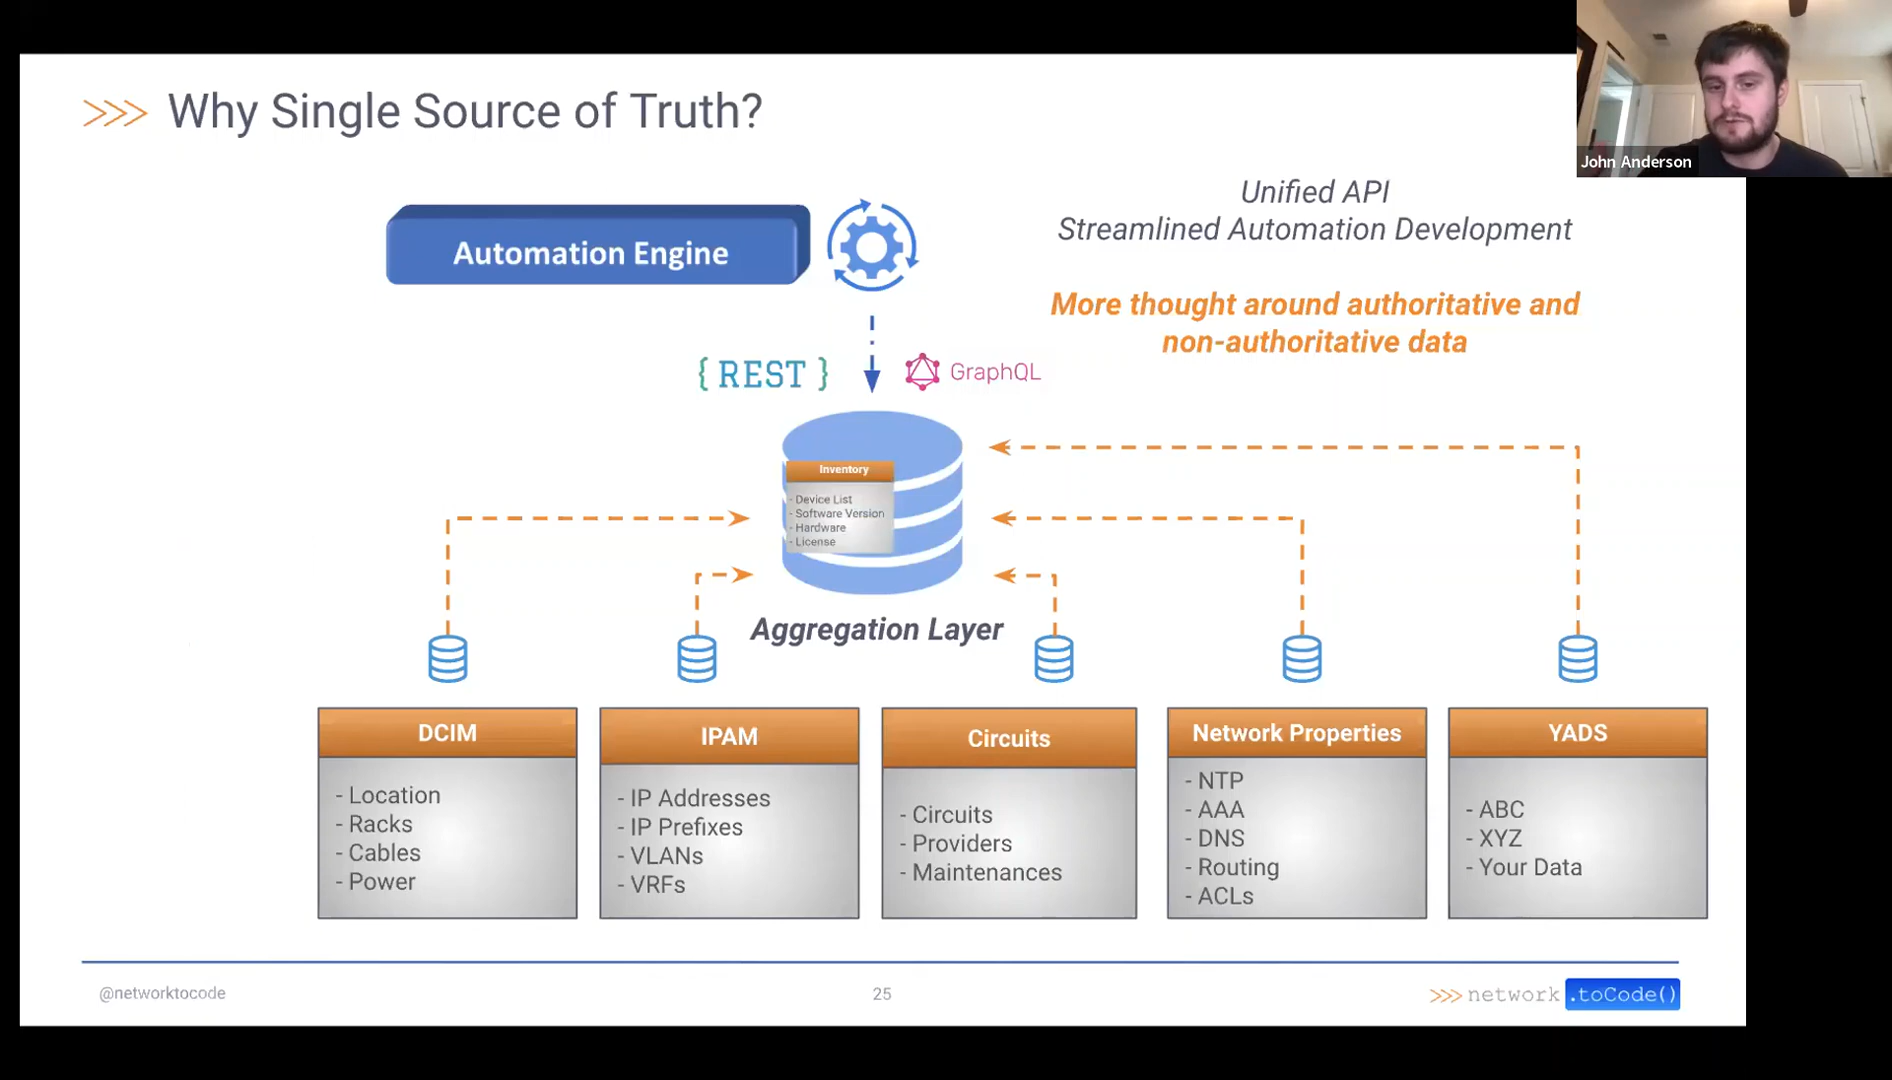 >>> Why Single Source of Truth?
John Anderson
Unified API
Streamlined Automation Development
More thought around authoritative and
non-authoritative data
Automation Engine
{ REST }
GraphQL
Inventory
- Device List
- Software Version
- Hardware
- License
Aggregation Layer
DCIM
- Location
- Racks
- Cables
- Power
IPAM
- IP Addresses
- IP Prefixes
- VLANs
- VRFs
Circuits
- Circuits
- Providers
- Maintenances
Network Properties
- NTP
- AAA
- DNS
- Routing
- ACLs
YADS
- ABC
- XYZ
- Your Data
@networktocode
25
>>> network .toCode()